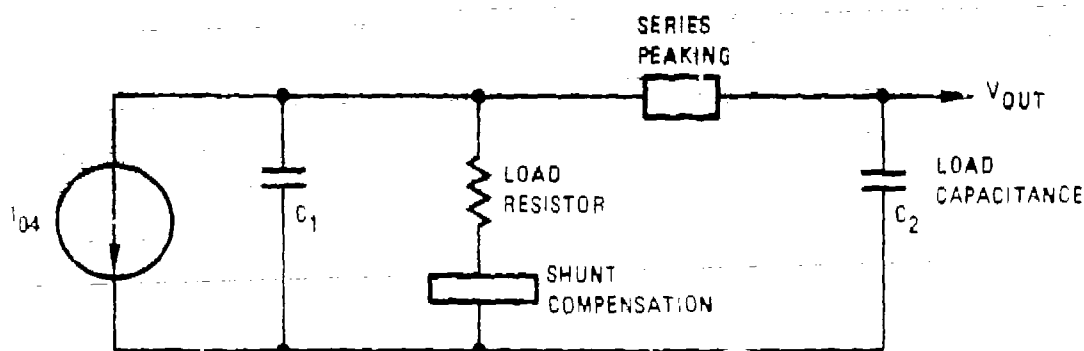 SERIES
PEAKING
V_OUT
I_04
C_1
LOAD
RESISTOR
C_2
LOAD
CAPACITANCE
SHUNT
COMPENSATION